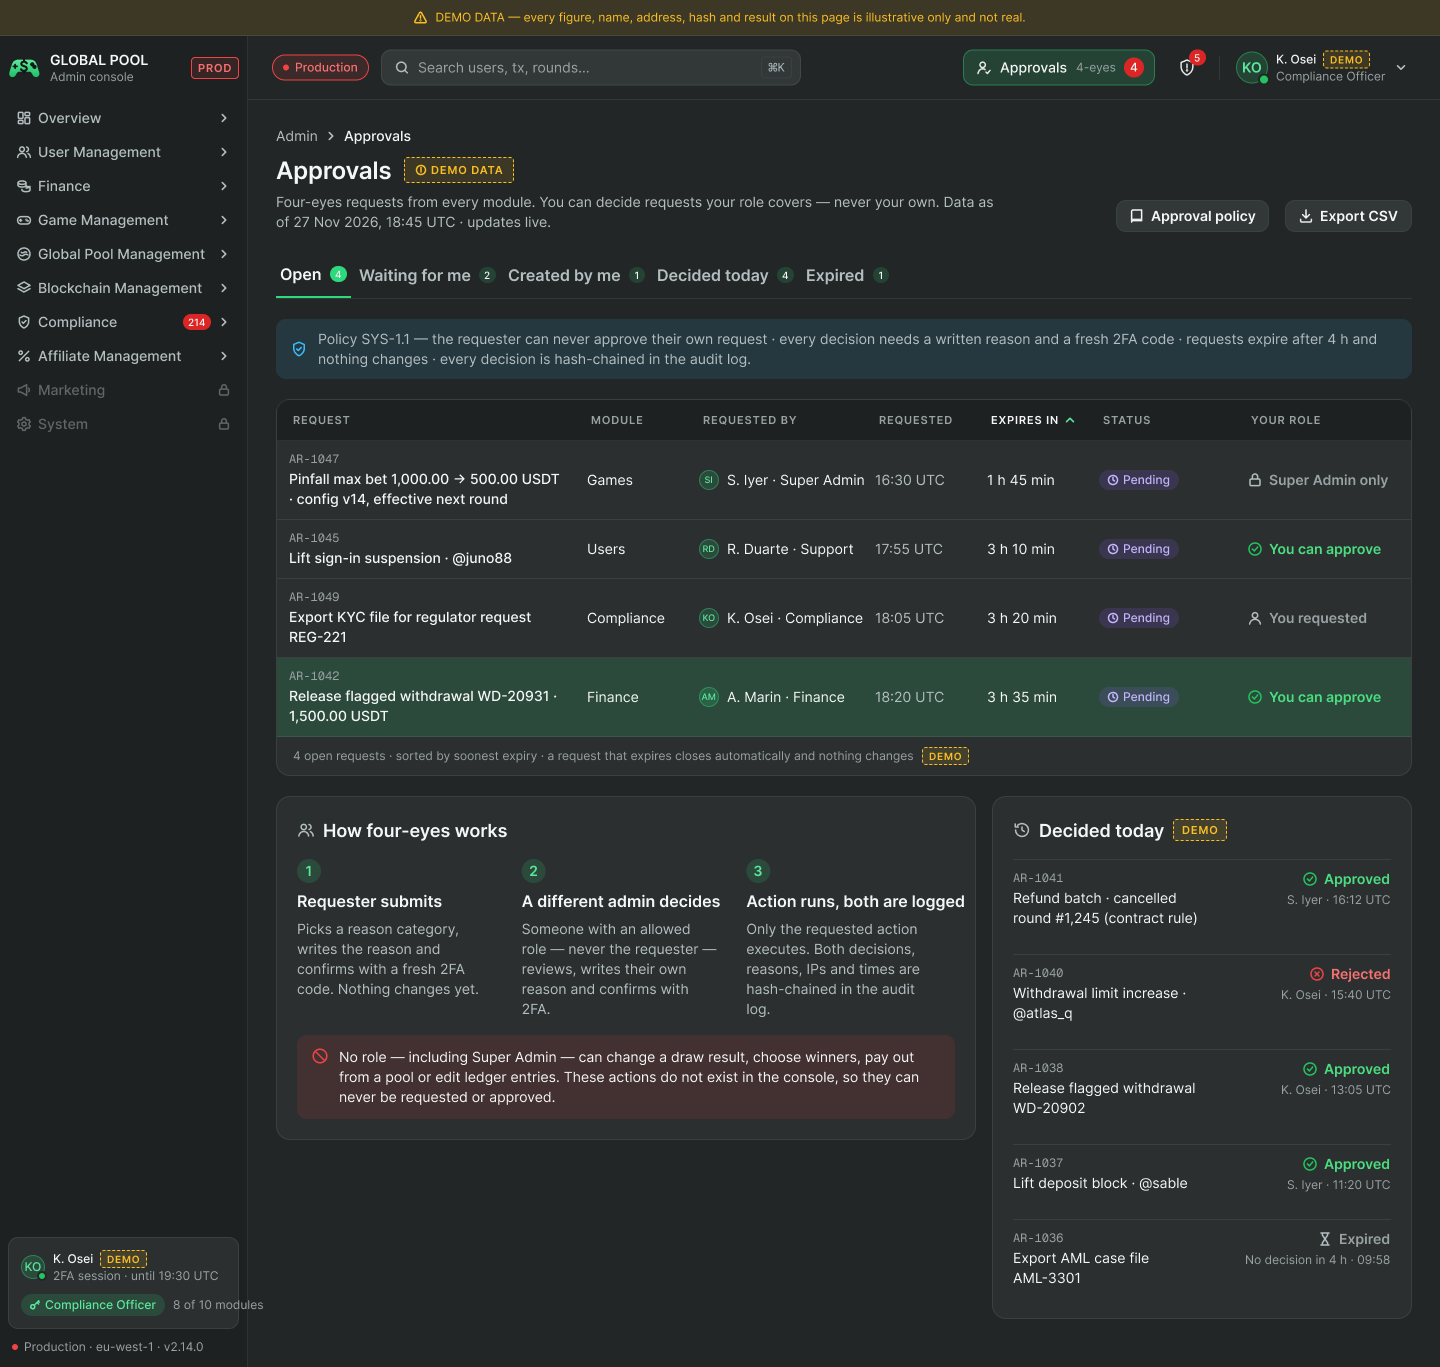 DEMO DATA — every figure, name, address, hash and result on this page is illustrative only and not real.
GLOBAL POOL
Admin console
PROD
Overview
User Management
Finance
Game Management
Global Pool Management
Blockchain Management
Compliance
214
Affiliate Management
Marketing
System
K. Osei DEMO
KO
2FA session · until 19:30 UTC
Compliance Officer
8 of 10 modules
Production · eu-west-1 · v2.14.0
Production
Search users, tx, rounds...
⌘K
Approvals 4-eyes 4
5
KO
K. Osei DEMO
Compliance Officer
Admin > Approvals
Approvals
DEMO DATA
Four-eyes requests from every module. You can decide requests your role covers — never your own. Data as
of 27 Nov 2026, 18:45 UTC · updates live.
Approval policy
Export CSV
Open 4
Waiting for me 2
Created by me 1
Decided today 4
Expired 1
Policy SYS-1.1 — the requester can never approve their own request · every decision needs a written reason and a fresh 2FA code · requests expire after 4 h and
nothing changes · every decision is hash-chained in the audit log.
REQUEST MODULE REQUESTED BY REQUESTED EXPIRES IN STATUS YOUR ROLE
AR-1047
Pinfall max bet 1,000.00 → 500.00 USDT
· config v14, effective next round
Games
SI S. Iyer · Super Admin
16:30 UTC
1 h 45 min
Pending
Super Admin only
AR-1045
Lift sign-in suspension · @juno88
Users
RD R. Duarte · Support
17:55 UTC
3 h 10 min
Pending
You can approve
AR-1049
Export KYC file for regulator request
REG-221
Compliance
KO K. Osei · Compliance
18:05 UTC
3 h 20 min
Pending
You requested
AR-1042
Release flagged withdrawal WD-20931 ·
1,500.00 USDT
Finance
AM A. Marin · Finance
18:20 UTC
3 h 35 min
Pending
You can approve
4 open requests · sorted by soonest expiry · a request that expires closes automatically and nothing changes DEMO
How four-eyes works
1
Requester submits
Picks a reason category,
writes the reason and
confirms with a fresh 2FA
code. Nothing changes yet.
2
A different admin decides
Someone with an allowed
role — never the requester —
reviews, writes their own
reason and confirms with
2FA.
3
Action runs, both are logged
Only the requested action
executes. Both decisions,
reasons, IPs and times are
hash-chained in the audit
log.
No role — including Super Admin — can change a draw result, choose winners, pay out
from a pool or edit ledger entries. These actions do not exist in the console, so they can
never be requested or approved.
Decided today DEMO
AR-1041
Refund batch · cancelled
round #1,245 (contract rule)
Approved
S. Iyer · 16:12 UTC
AR-1040
Withdrawal limit increase ·
@atlas_q
Rejected
K. Osei · 15:40 UTC
AR-1038
Release flagged withdrawal
WD-20902
Approved
K. Osei · 13:05 UTC
AR-1037
Lift deposit block · @sable
Approved
S. Iyer · 11:20 UTC
AR-1036
Export AML case file
AML-3301
Expired
No decision in 4 h · 09:58